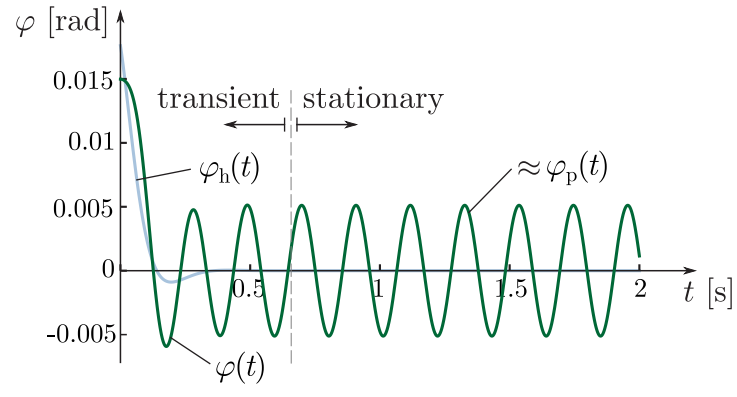 φ [rad]
0.015
transient
stationary
0.01
φh(t)
≈ φp(t)
0.005
0
0.5
1
1.5
2
t [s]
-0.005
φ(t)